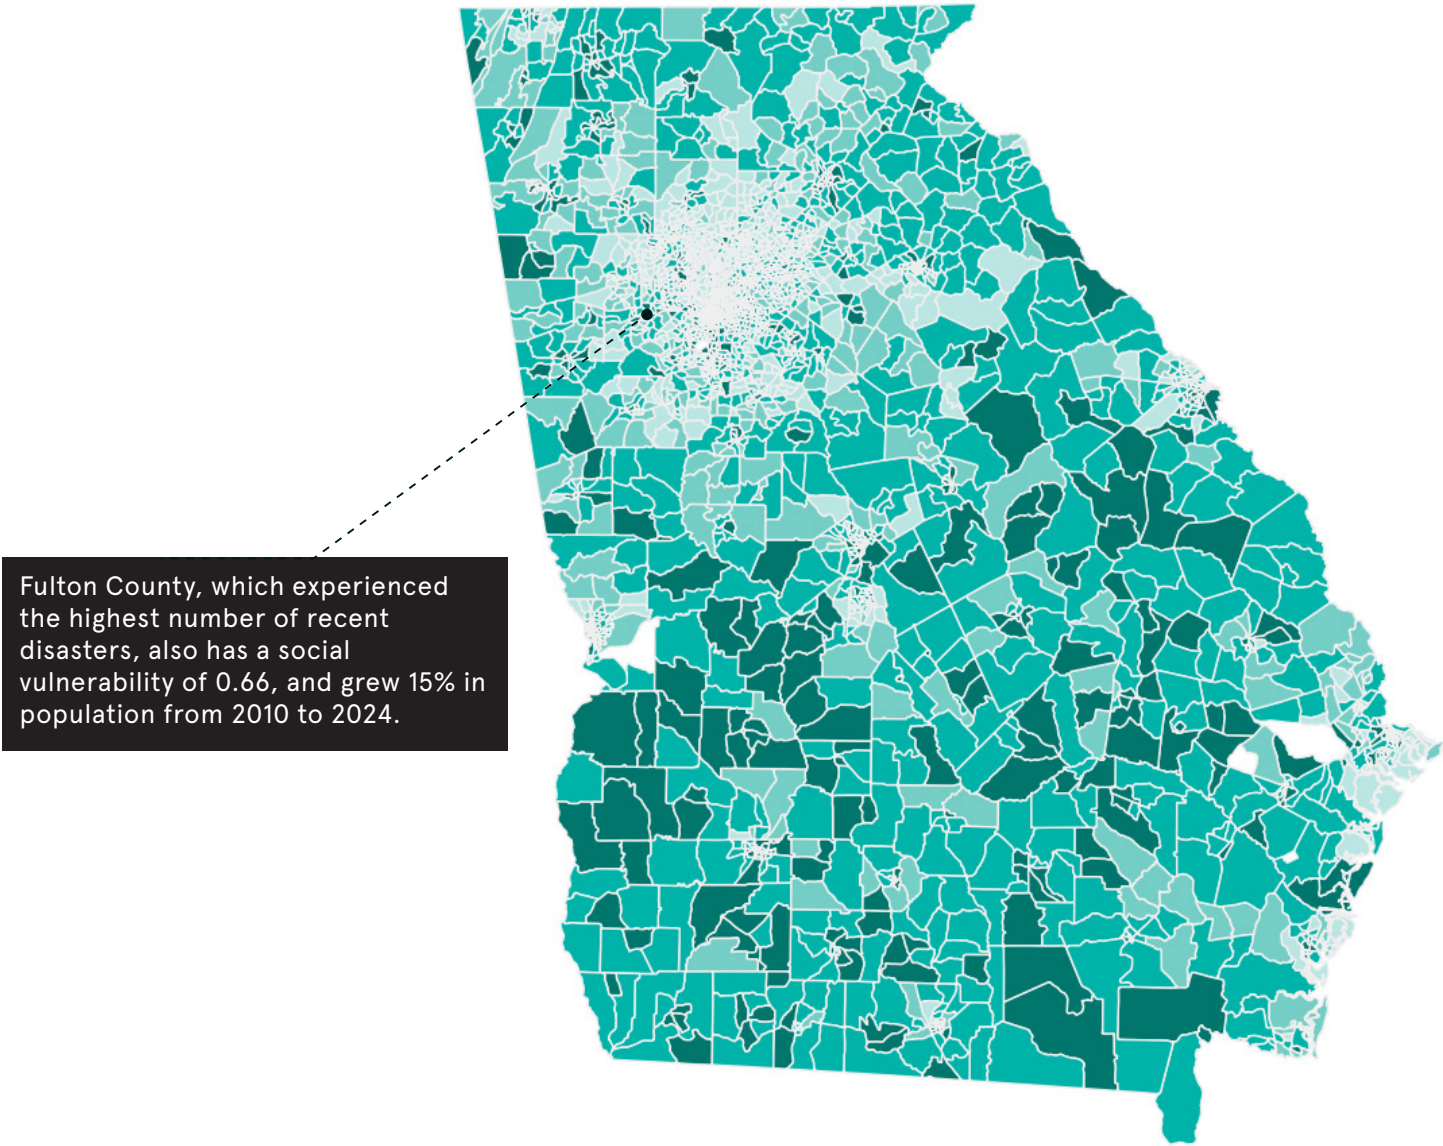 Fulton County, which experienced
the highest number of recent
disasters, also has a social
vulnerability of 0.66, and grew 15% in
population from 2010 to 2024.